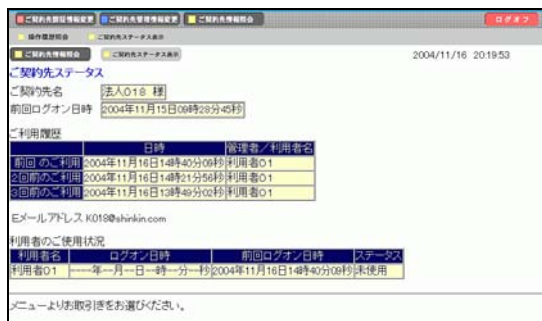 ご契約先認証情報変更 ご契約先管理情報変更 ご契約先情報照会 ログオフ
操作履歴照会 ご契約先ステータス表示
ご契約先情報照会 ご契約先ステータス表示 2004/11/16 20:19:53
ご契約先ステータス
ご契約先名 法人018 様
前回ログオン日時 2004年11月15日09時28分45秒
ご利用履歴
日時 管理者/利用者名
前回 のご利用 2004年11月16日14時40分09秒 利用者01
2回前のご利用 2004年11月16日14時21分56秒 利用者01
3回前のご利用 2004年11月16日13時49分02秒 利用者01
Eメールアドレス K018@shinkin.com
利用者のご使用状況
利用者名 ログオン日時 前回ログオン日時 ステータス
利用者01 ----年--月--日--時--分--秒 2004年11月16日14時40分09秒 未使用
メニューよりお取引きをお選びください。